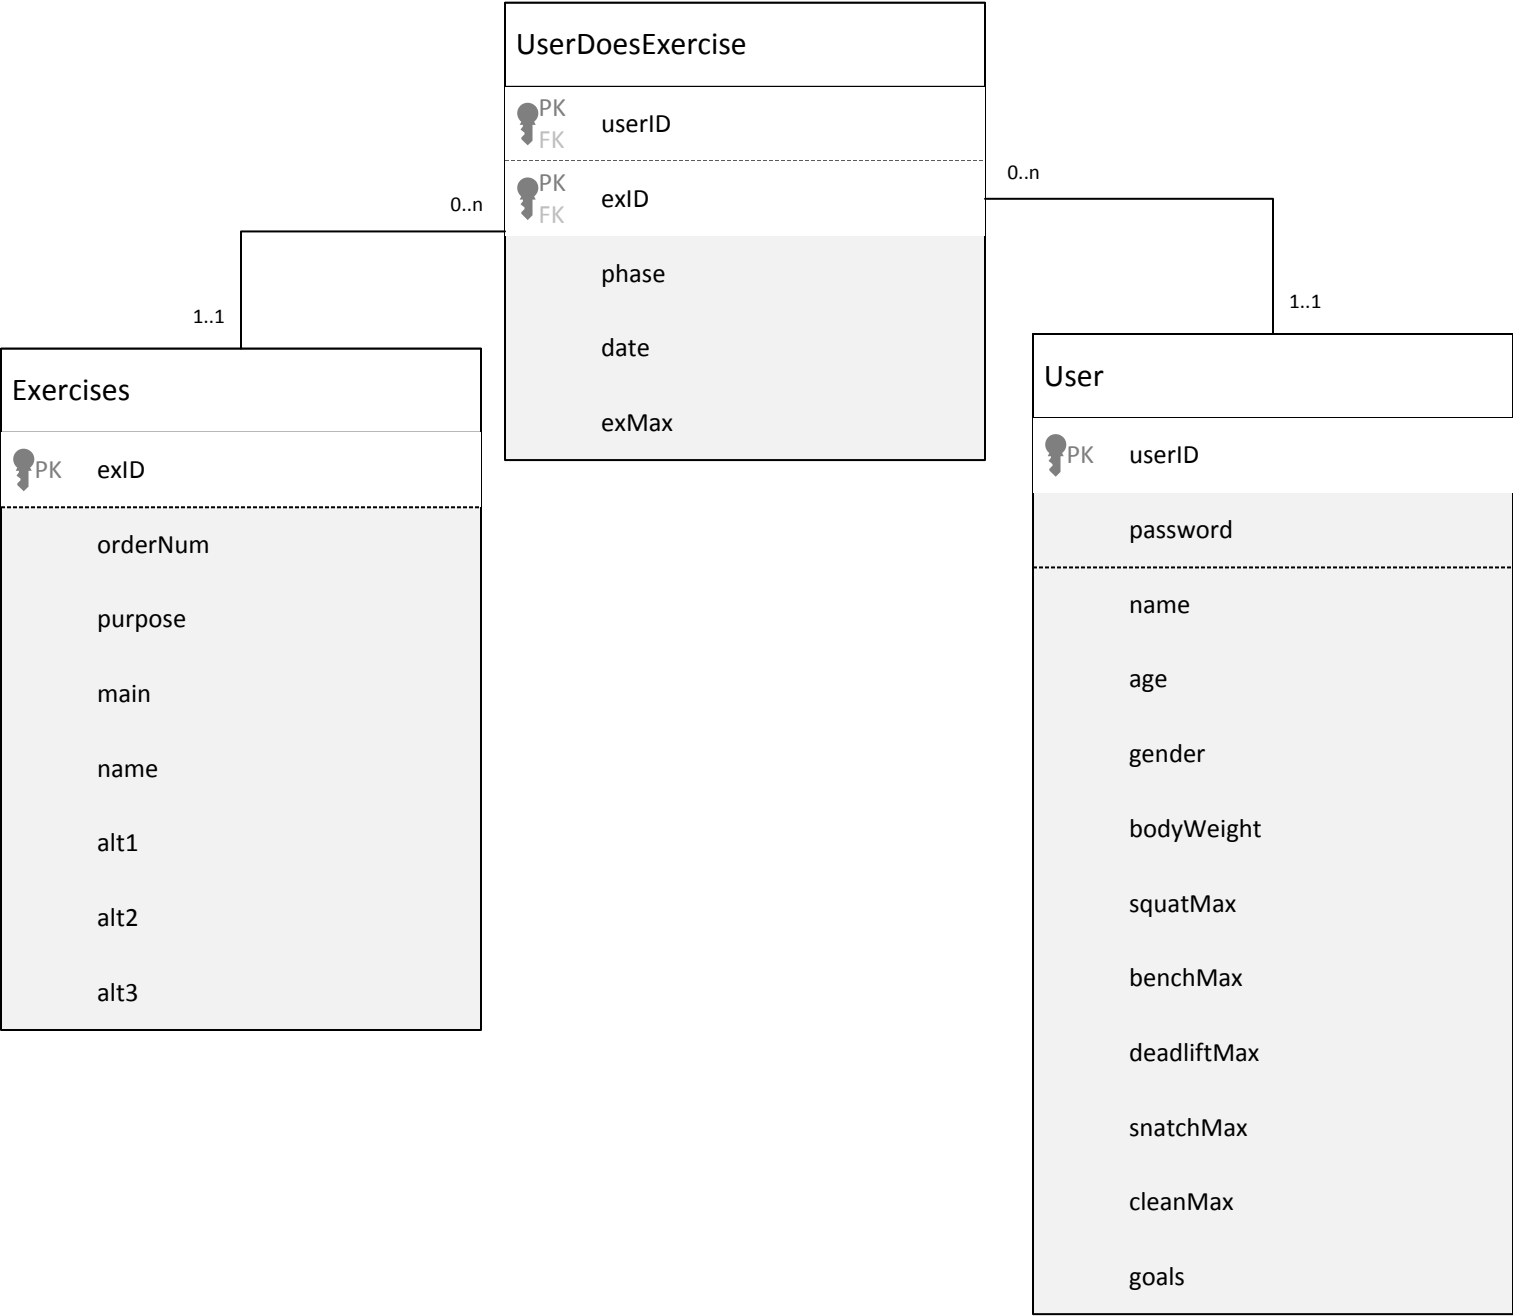 UserDoesExercise
PK
FK
userID
PK
FK
exID
phase
date
exMax
0..n
1..1
0..n
1..1
Exercises
PK
exID
orderNum
purpose
main
name
alt1
alt2
alt3
User
PK
userID
password
name
age
gender
bodyWeight
squatMax
benchMax
deadliftMax
snatchMax
cleanMax
goals